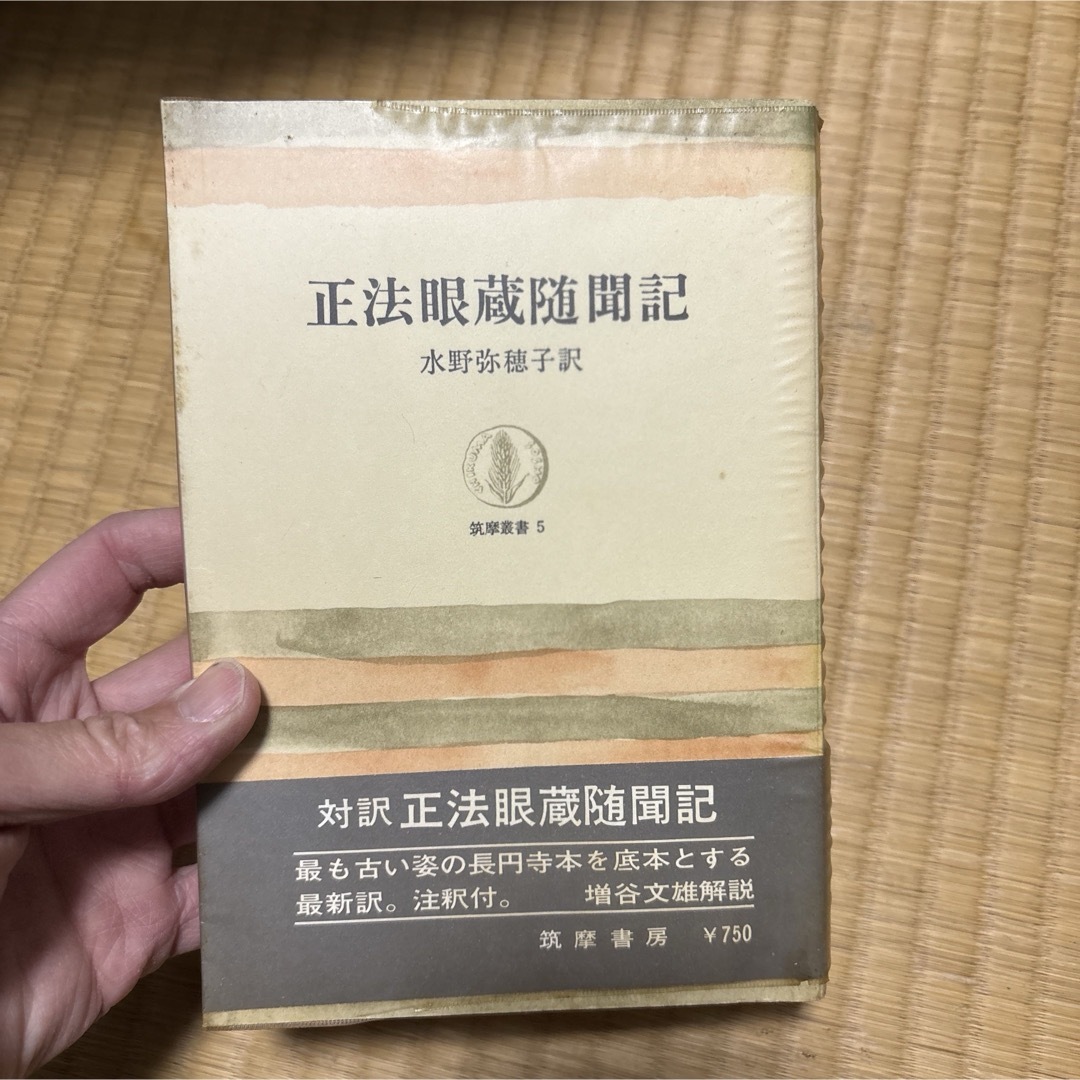 正法眼蔵随聞記
水野弥穂子訳
筑摩叢書 5
対訳 正法眼蔵随聞記
最も古い姿の長円寺本を底本とする
最新訳。注釈付。 増谷文雄解説
筑摩書房 ￥750